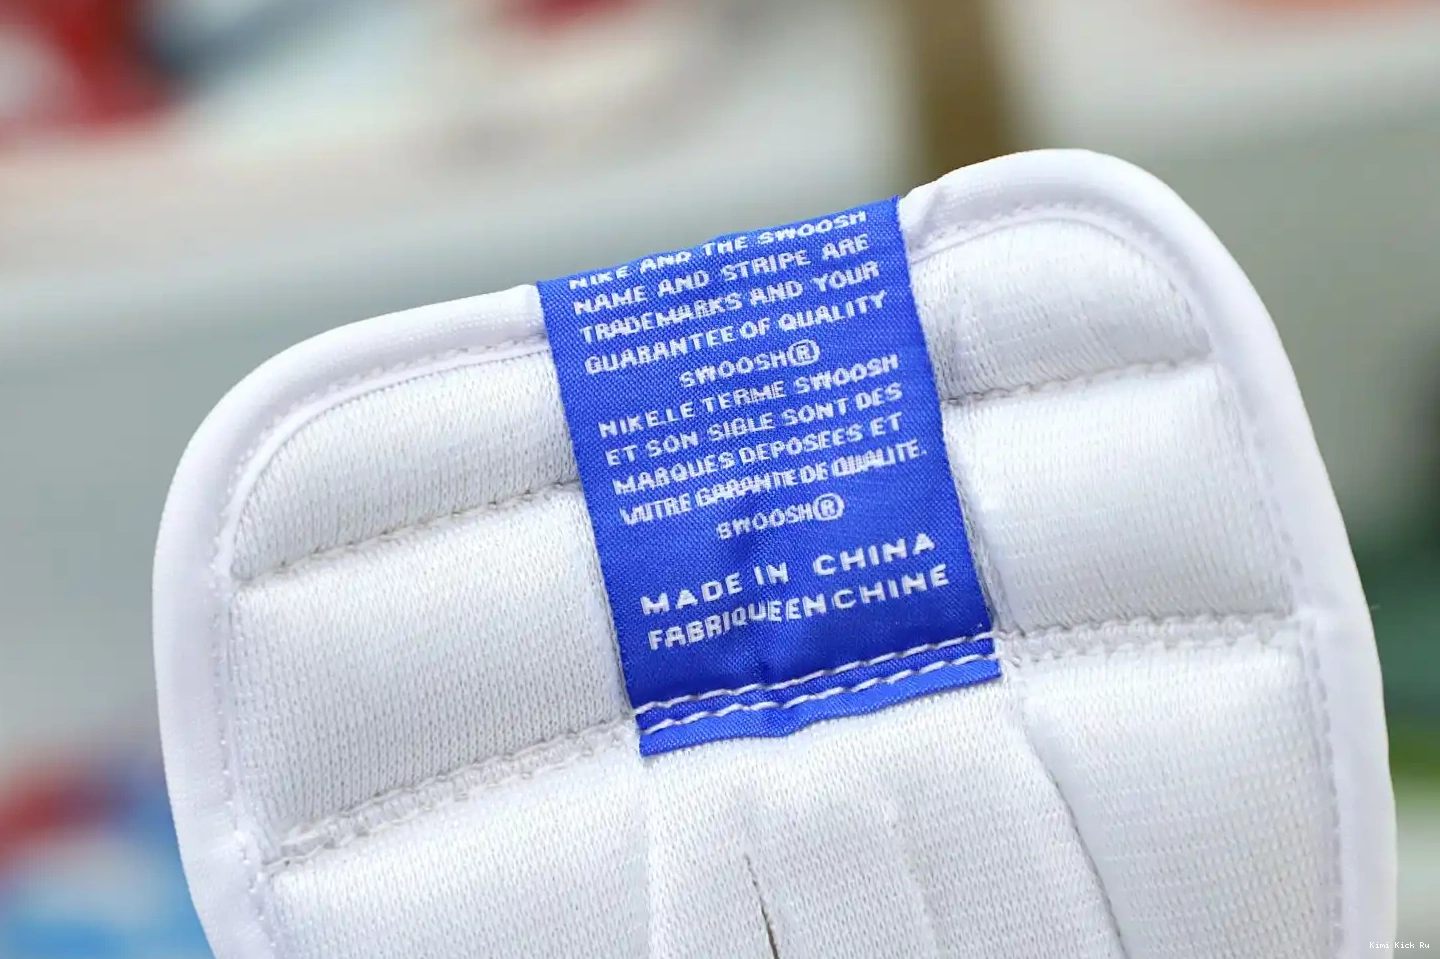 NIKE AND THE SWOOSH
NAME AND STRIPE ARE
TRADEMARKS AND YOUR
GUARANTEE OF QUALITY
SWOOSH®
NIKE.LE TERME SWOOSH
ET SON SIGLE SONT DES
MARQUES DEPOSEES ET
VUTRE GARANTIE DE QUALITE.
SWOOSH®
MADE IN CHINA
FABRIQUE EN CHINE
Kimi Kick Ru